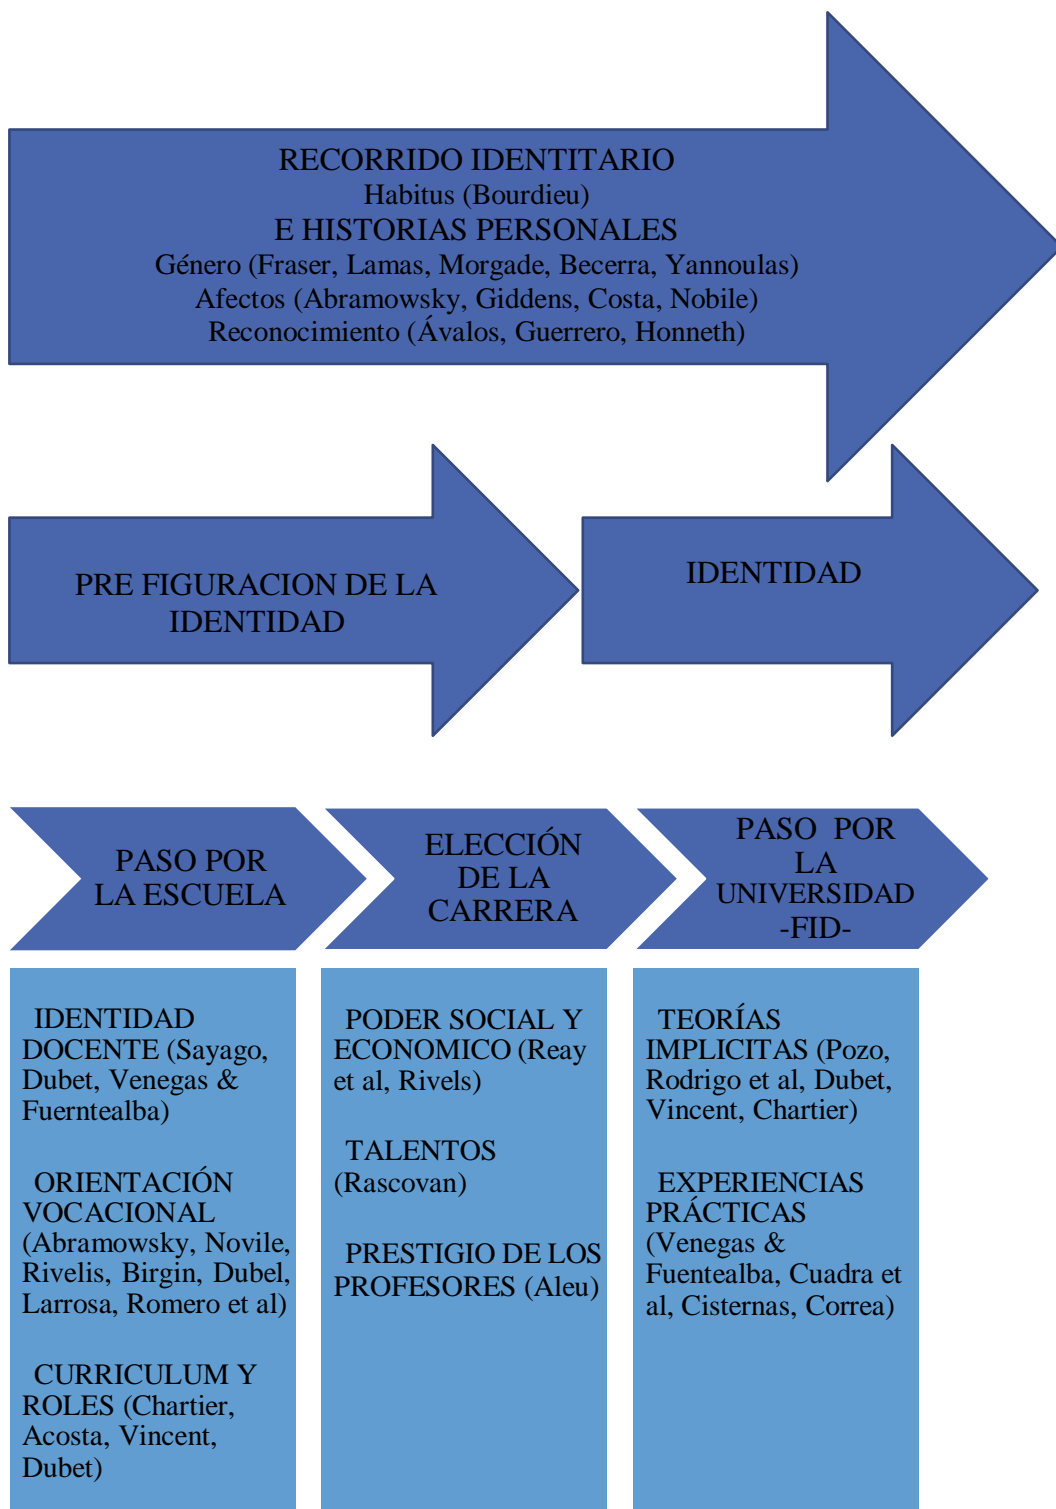 RECORRIDO IDENTITARIO
Habitus (Bourdieu)
E HISTORIAS PERSONALES
Género (Fraser, Lamas, Morgade, Becerra, Yannoulas)
Afectos (Abramowsky, Giddens, Costa, Nobile)
Reconocimiento (Ávalos, Guerrero, Honneth)
PRE FIGURACION DE LA
IDENTIDAD
IDENTIDAD
PASO POR
LA ESCUELA
ELECCIÓN
DE LA
CARRERA
PASO POR
LA
UNIVERSIDAD
-FID-
IDENTIDAD
DOCENTE (Sayago,
Dubet, Venegas &
Fuerntealba)
ORIENTACIÓN
VOCACIONAL
(Abramowsky, Novile,
Rivelis, Birgin, Dubel,
Larrosa, Romero et al)
CURRICULUM Y
ROLES (Chartier,
Acosta, Vincent,
Dubet)
PODER SOCIAL Y
ECONOMICO (Reay
et al, Rivels)
TALENTOS
(Rascovan)
PRESTIGIO DE LOS
PROFESORES (Aleu)
TEORÍAS
IMPLICITAS (Pozo,
Rodrigo et al, Dubet,
Vincent, Chartier)
EXPERIENCIAS
PRÁCTICAS
(Venegas &
Fuentealba, Cuadra et
al, Cisternas, Correa)